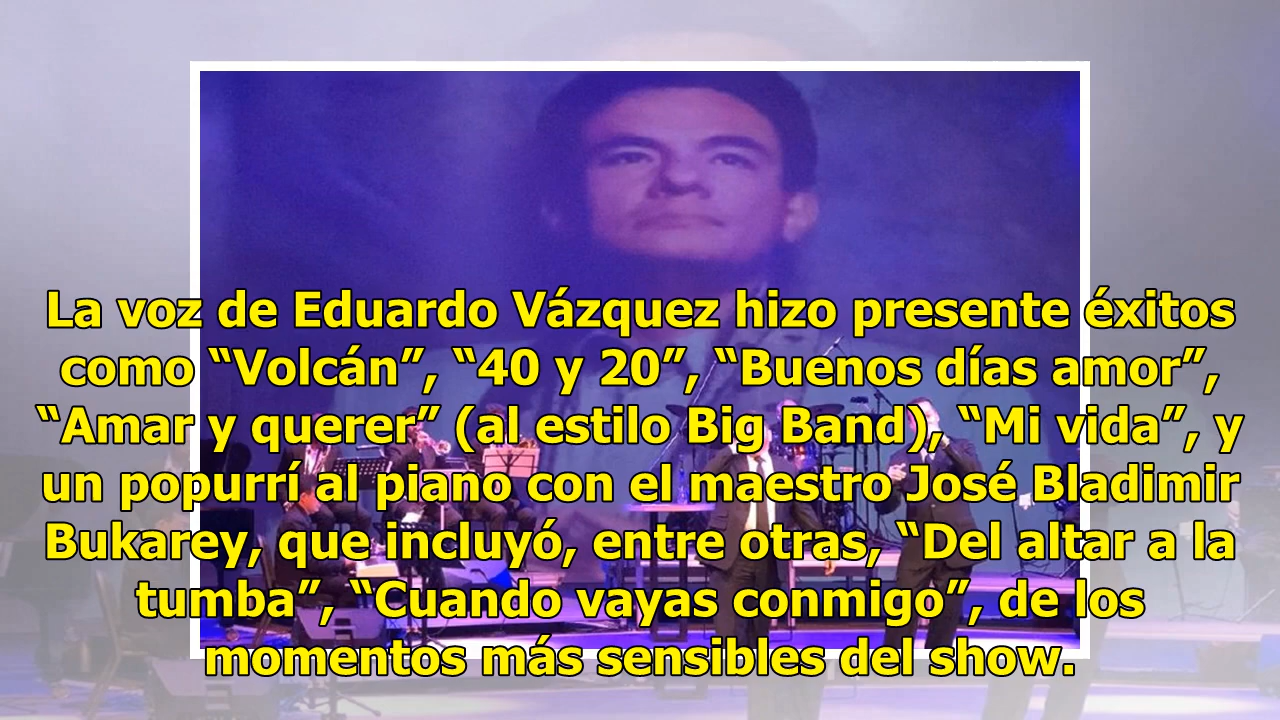 La voz de Eduardo Vázquez hizo presente éxitos
como “Volcán”, “40 y 20”, “Buenos días amor”,
“Amar y querer” (al estilo Big Band), “Mi vida”, y
un popurrí al piano con el maestro José Bladimir
Bukarey, que incluyó, entre otras, “Del altar a la
tumba”, “Cuando vayas conmigo”, de los
momentos más sensibles del show.